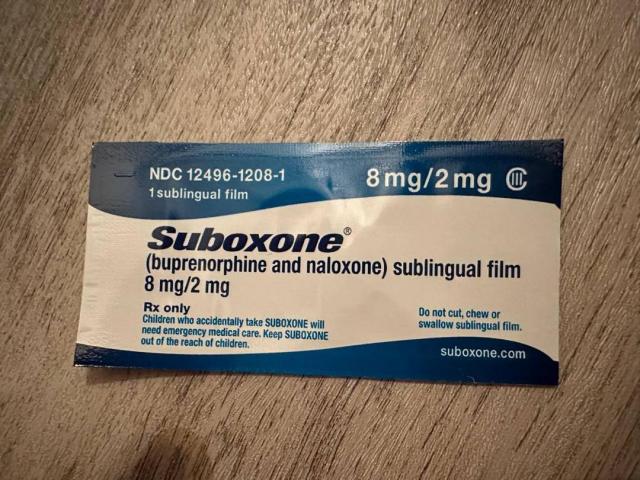 NDC 12496-1208-1
8 mg/2 mg CIII
1 sublingual film
Suboxone®
(buprenorphine and naloxone) sublingual film
8 mg/2 mg
Rx only
Children who accidentally take SUBOXONE will
need emergency medical care. Keep SUBOXONE
out of the reach of children.
Do not cut, chew or
swallow sublingual film.
suboxone.com